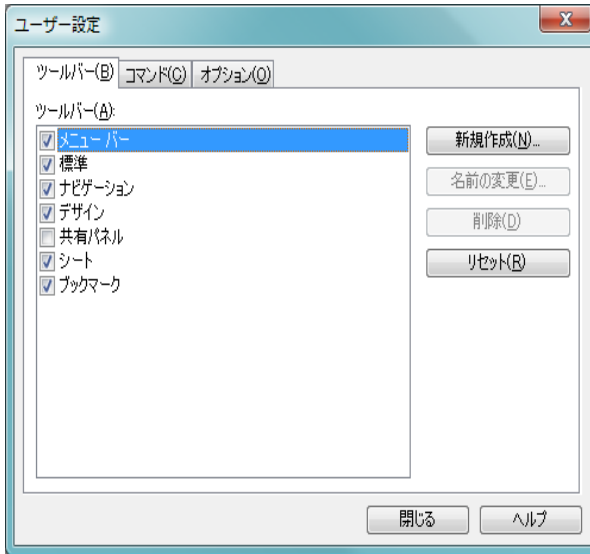 ユーザー設定
X
ツールバー(B) コマンド(C) オプション(O)
ツールバー(A):
メニュー バー
標準
ナビゲーション
デザイン
共有パネル
シート
ブックマーク
新規作成(N)...
名前の変更(E)...
削除(D)
リセット(R)
閉じる
ヘルプ